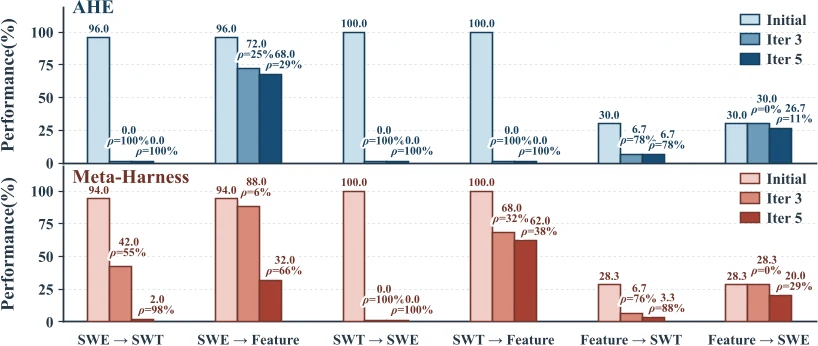 AHE
Performance(%)
100
75
50
25
0
96.0
0.0
ρ=100%
0.0
ρ=100%
96.0
72.0
ρ=25%
68.0
ρ=29%
100.0
0.0
ρ=100%
0.0
ρ=100%
100.0
0.0
ρ=100%
0.0
ρ=100%
30.0
6.7
ρ=78%
6.7
ρ=78%
30.0
30.0
ρ=0%
26.7
ρ=11%
Initial
Iter 3
Iter 5
Meta-Harness
Performance(%)
100
75
50
25
0
94.0
42.0
ρ=55%
2.0
ρ=98%
94.0
88.0
ρ=6%
32.0
ρ=66%
100.0
0.0
ρ=100%
0.0
ρ=100%
100.0
68.0
ρ=32%
62.0
ρ=38%
28.3
6.7
ρ=76%
3.3
ρ=88%
28.3
28.3
ρ=0%
20.0
ρ=29%
Initial
Iter 3
Iter 5
SWE → SWT
SWE → Feature
SWT → SWE
SWT → Feature
Feature → SWT
Feature → SWE